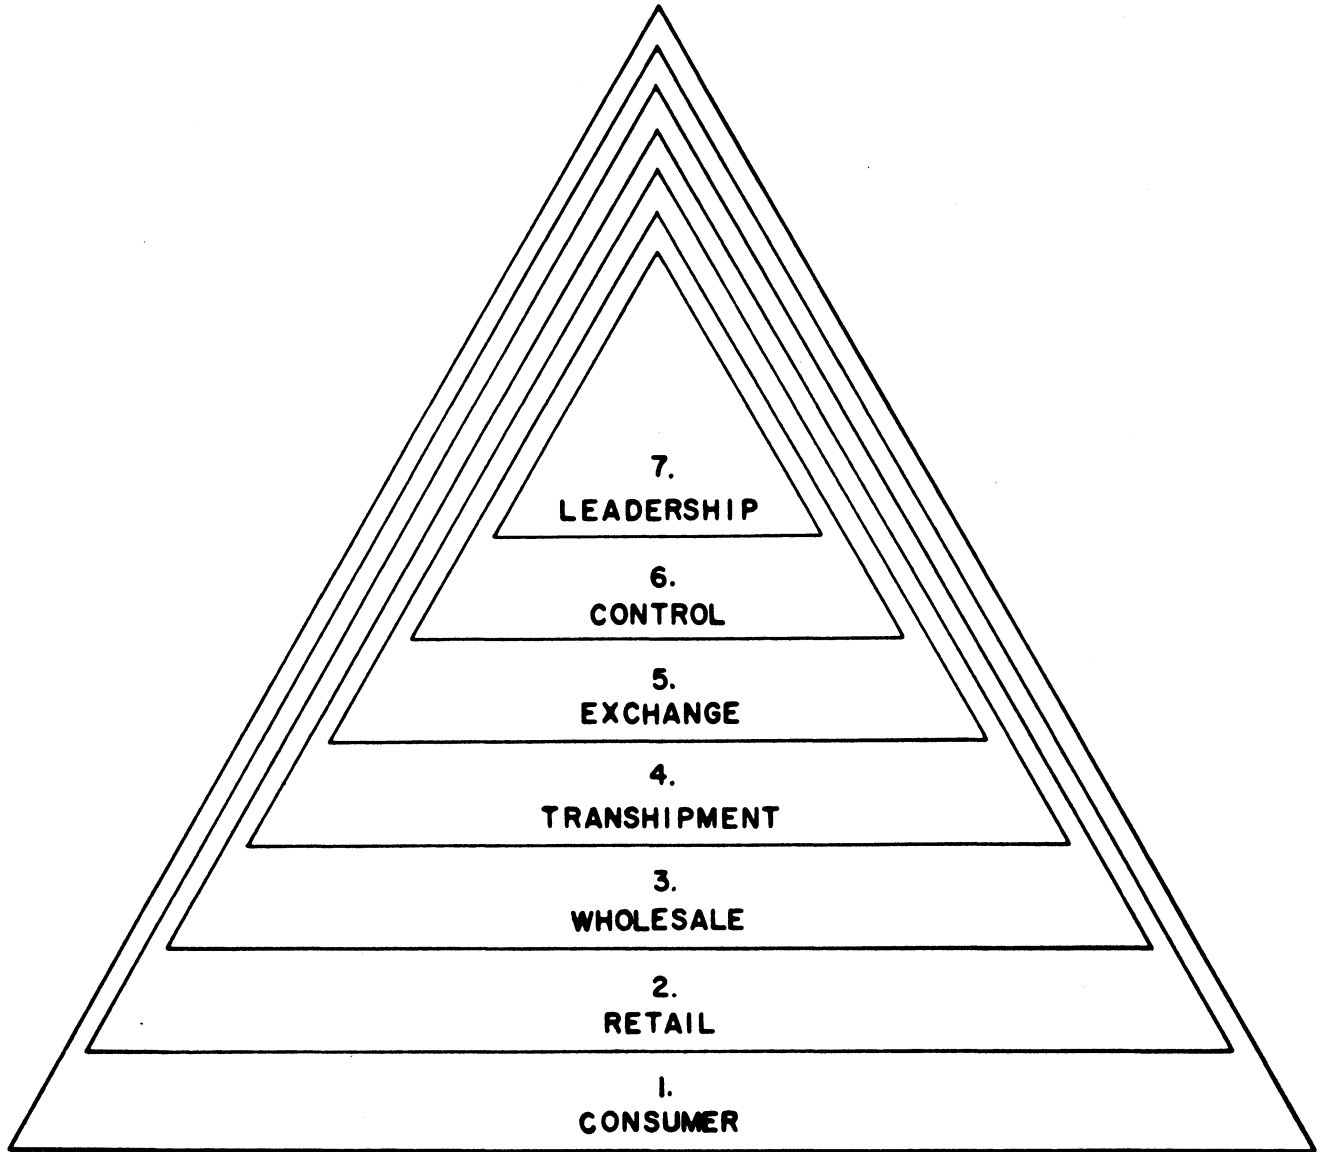 7.
LEADERSHIP
6.
CONTROL
5.
EXCHANGE
4.
TRANSHIPMENT
3.
WHOLESALE
2.
RETAIL
1.
CONSUMER